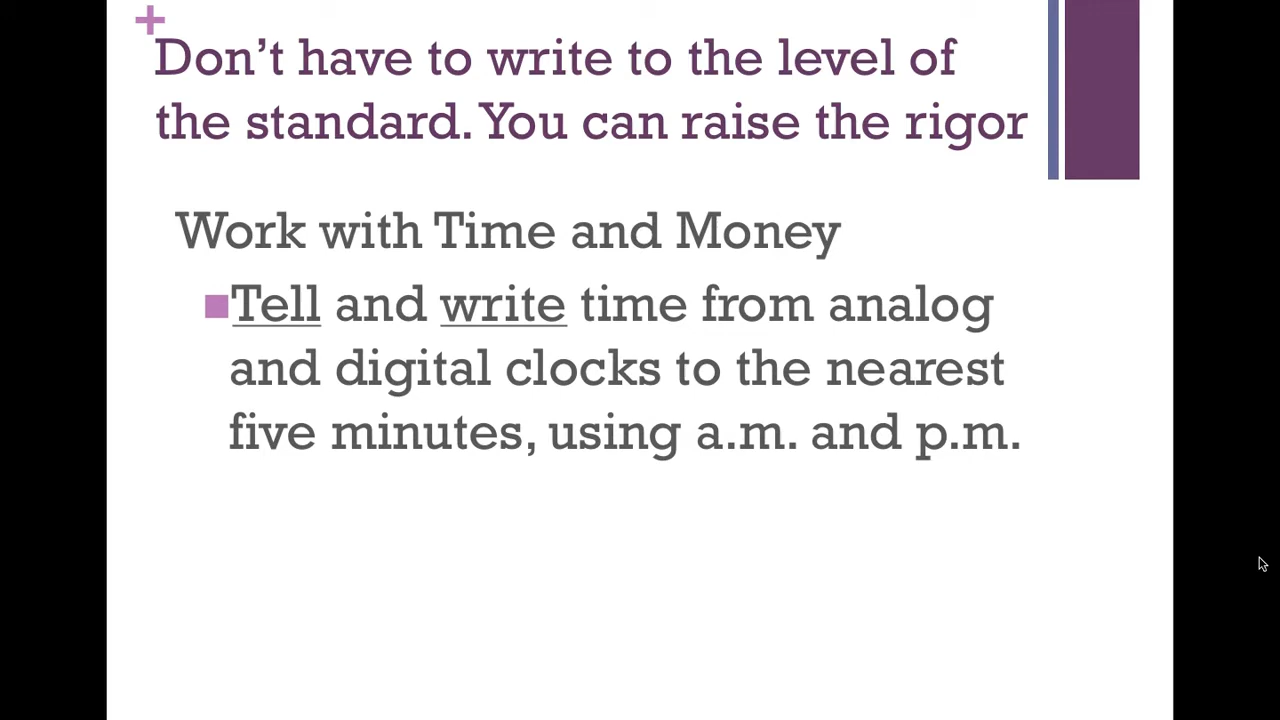 +
Don’t have to write to the level of
the standard. You can raise the rigor
Work with Time and Money
Tell and write time from analog
and digital clocks to the nearest
five minutes, using a.m. and p.m.